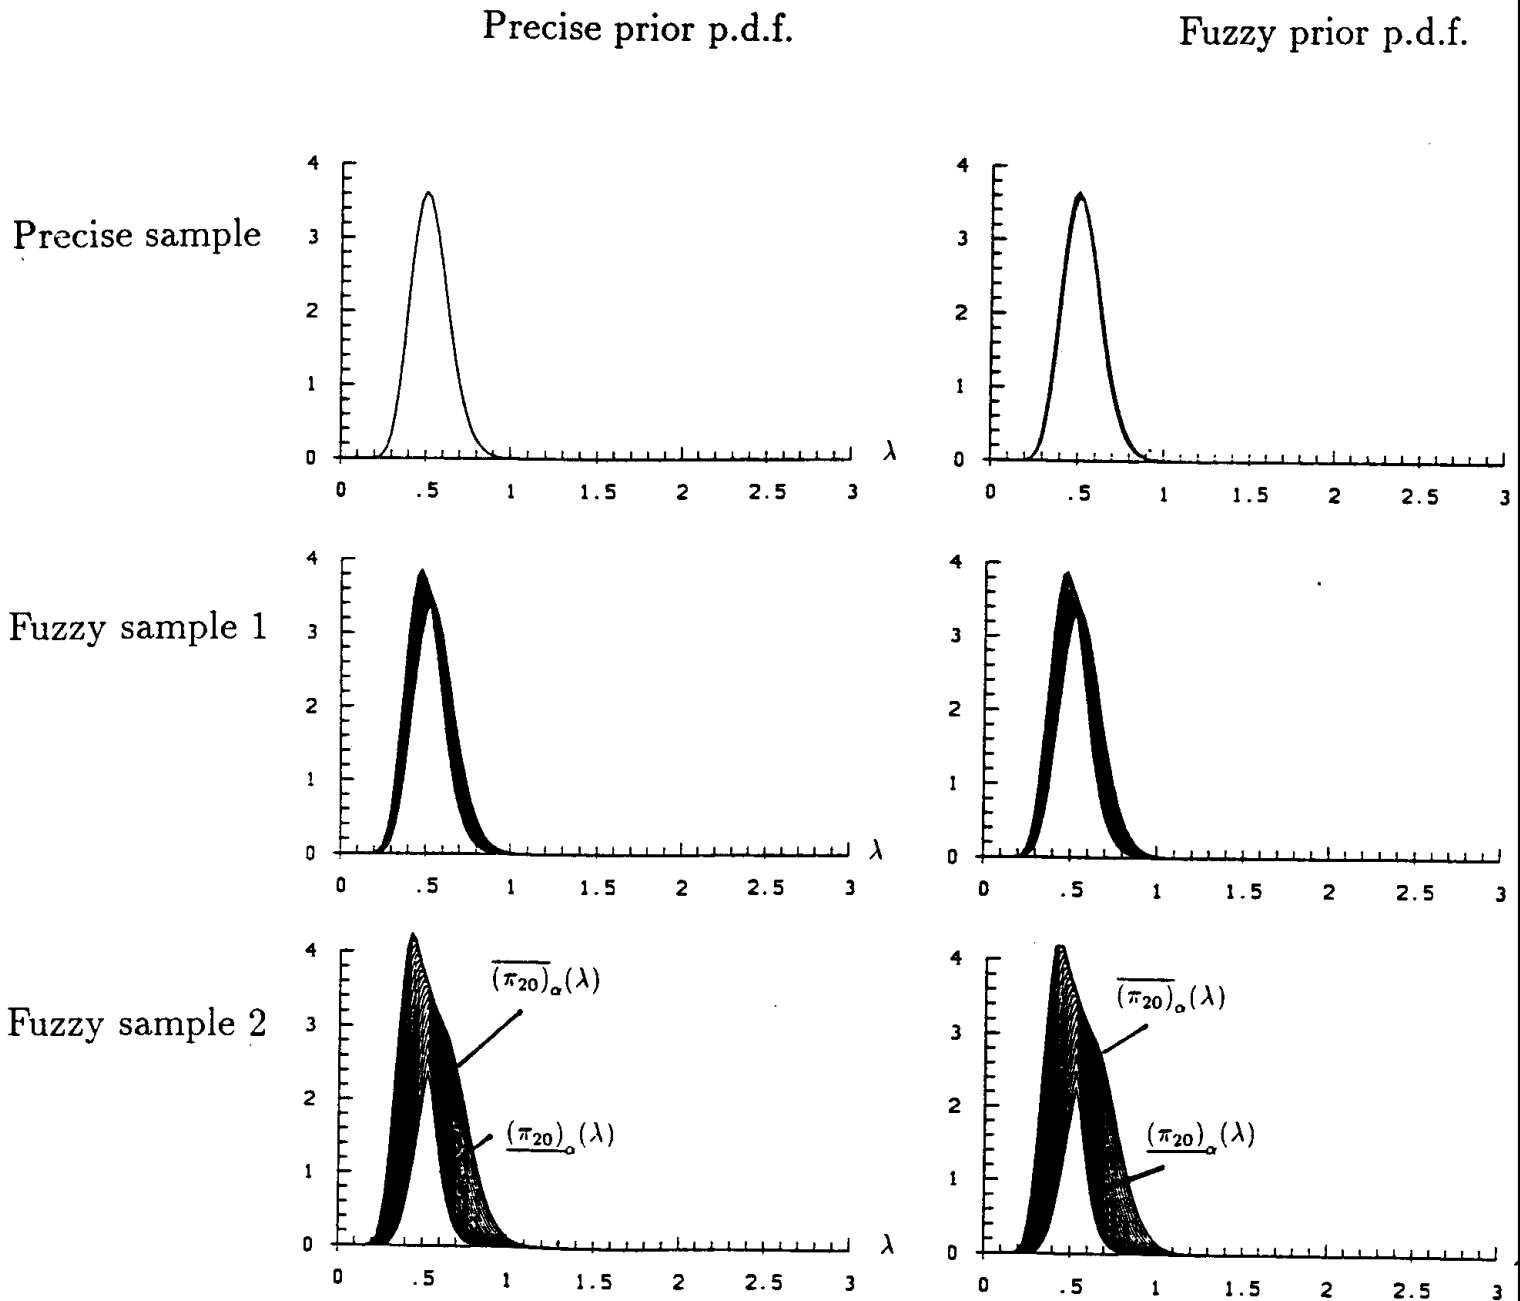 Precise prior p.d.f.
Fuzzy prior p.d.f.
Precise sample
4
3
2
1
0
0 .5 1 1.5 2 2.5 3
λ
4
3
2
1
0
0 .5 1 1.5 2 2.5 3
Fuzzy sample 1
4
3
2
1
0
0 .5 1 1.5 2 2.5 3
λ
4
3
2
1
0
0 .5 1 1.5 2 2.5 3
Fuzzy sample 2
4
3
2
1
0
0 .5 1 1.5 2 2.5 3
λ
$\overline{(\pi_{20})}_{\alpha}(\lambda)$
$\underline{(\pi_{20})}_{\alpha}(\lambda)$
4
3
2
1
0
0 .5 1 1.5 2 2.5 3
$\overline{(\pi_{20})}_{\alpha}(\lambda)$
$\underline{(\pi_{20})}_{\alpha}(\lambda)$